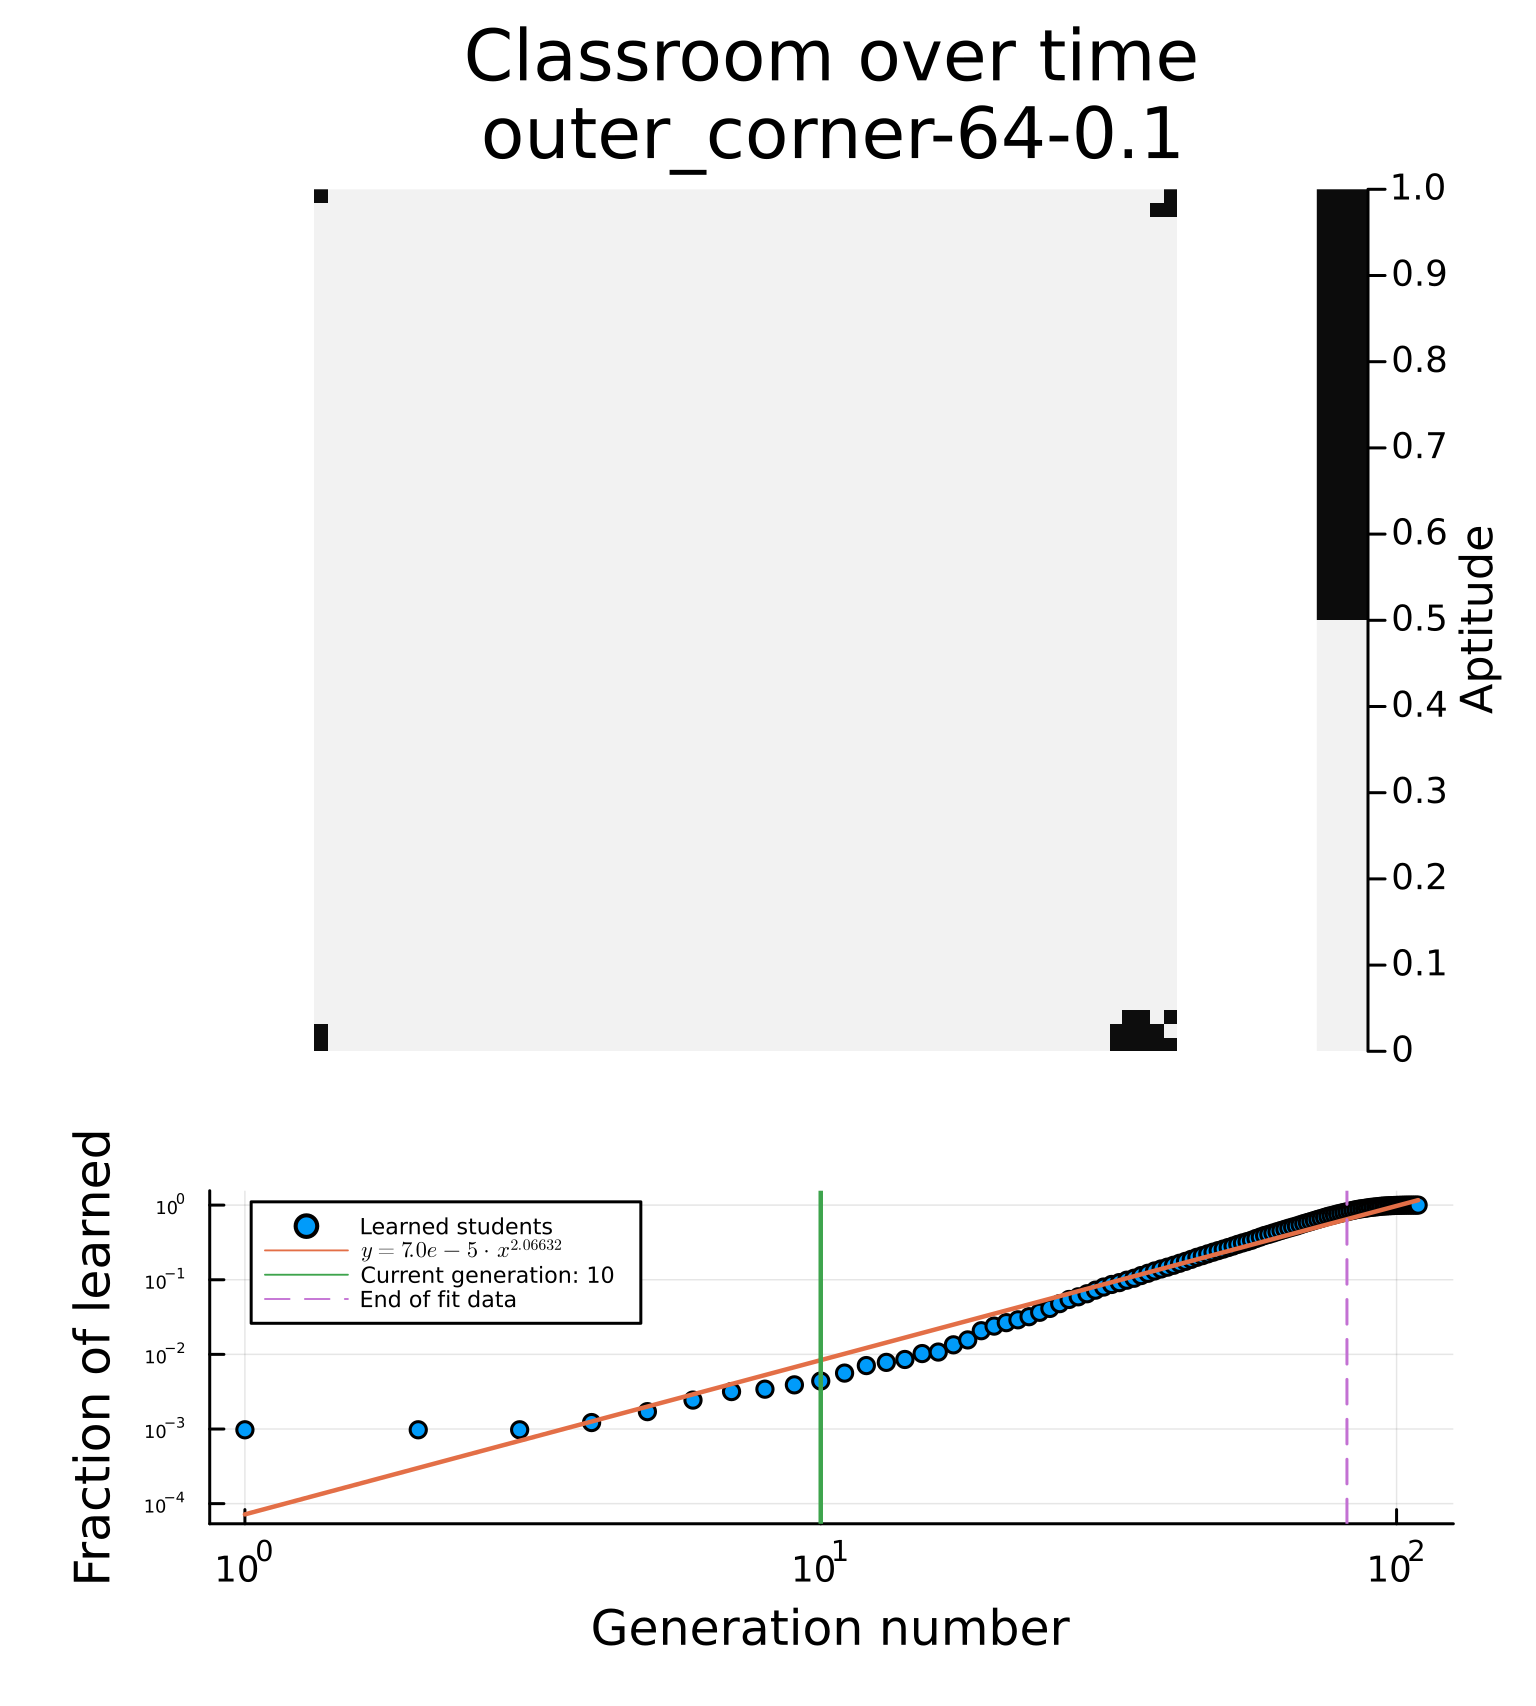 Classroom over time
outer_corner-64-0.1
1.0
0.9
0.8
0.7
0.6
0.5
0.4
0.3
0.2
0.1
0
Aptitude
Fraction of learned
10^0
10^-1
10^-2
10^-3
10^-4
Learned students
y = 7.0e − 5 · x^2.06632
Current generation: 10
End of fit data
10^0
10^1
10^2
Generation number